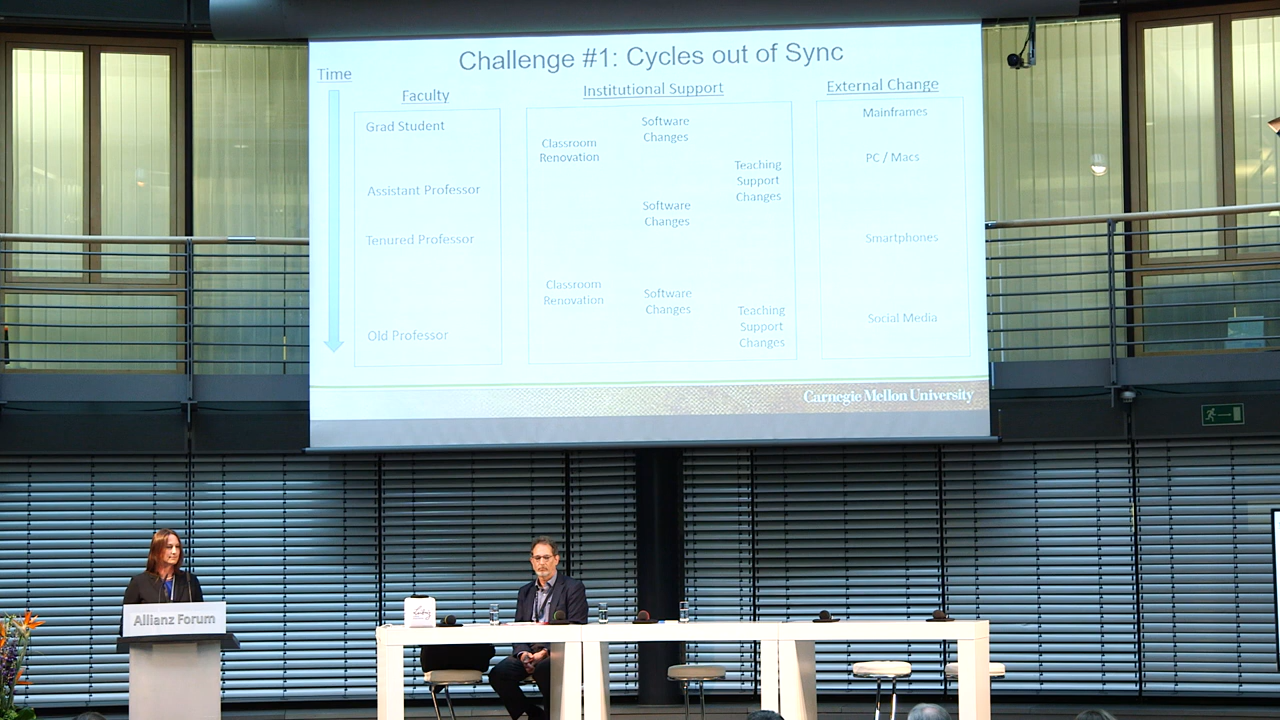 Challenge #1: Cycles out of Sync
Time
Faculty
Institutional Support
External Change
Grad Student
Assistant Professor
Tenured Professor
Old Professor
Software
Changes
Classroom
Renovation
Teaching
Support
Changes
Software
Changes
Classroom
Renovation
Software
Changes
Teaching
Support
Changes
Mainframes
PC / Macs
Smartphones
Social Media
Carnegie Mellon University
Allianz Forum